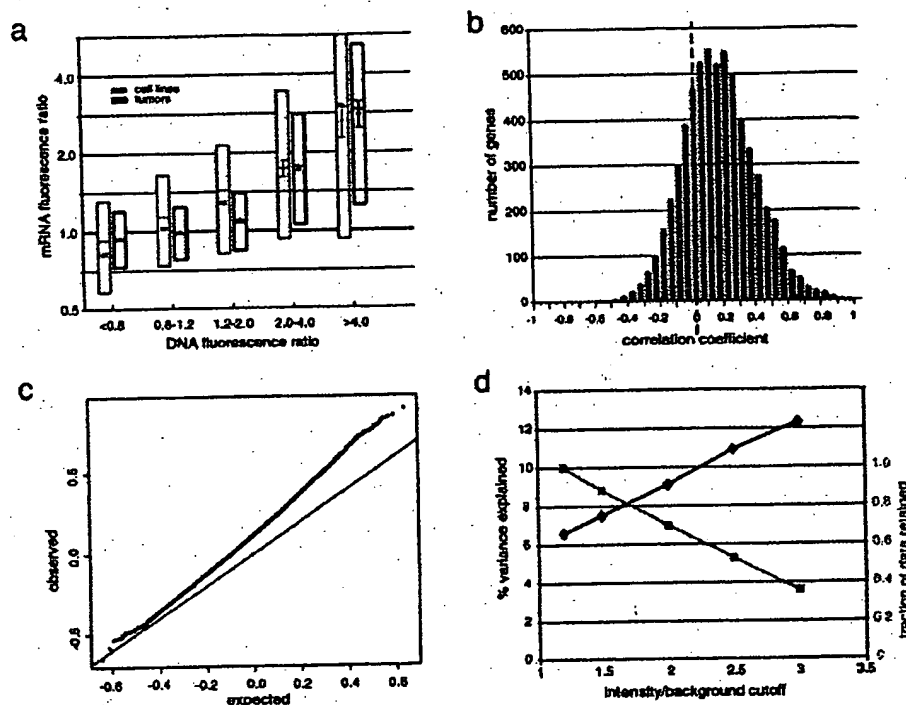 a
mRNA fluorescence ratio
4.0
2.0
1.0
0.5
cell lines
tumors
<0.8
0.8-1.2
1.2-2.0
2.0-4.0
>4.0
DNA fluorescence ratio
b
number of genes
600
500
400
300
200
100
0
-1 -0.8 -0.6 -0.4 -0.2 0 0.2 0.4 0.6 0.8 1
correlation coefficient
c
observed
0.5
0.0
-0.5
-0.6 -0.4 -0.2 0.0 0.2 0.4 0.6
expected
d
% variance explained
14
12
10
8
6
4
2
0
1 1.5 2 2.5 3 3.5
intensity/background cutoff
1.0
0.8
0.6
0.4
0.2
fraction of data retained